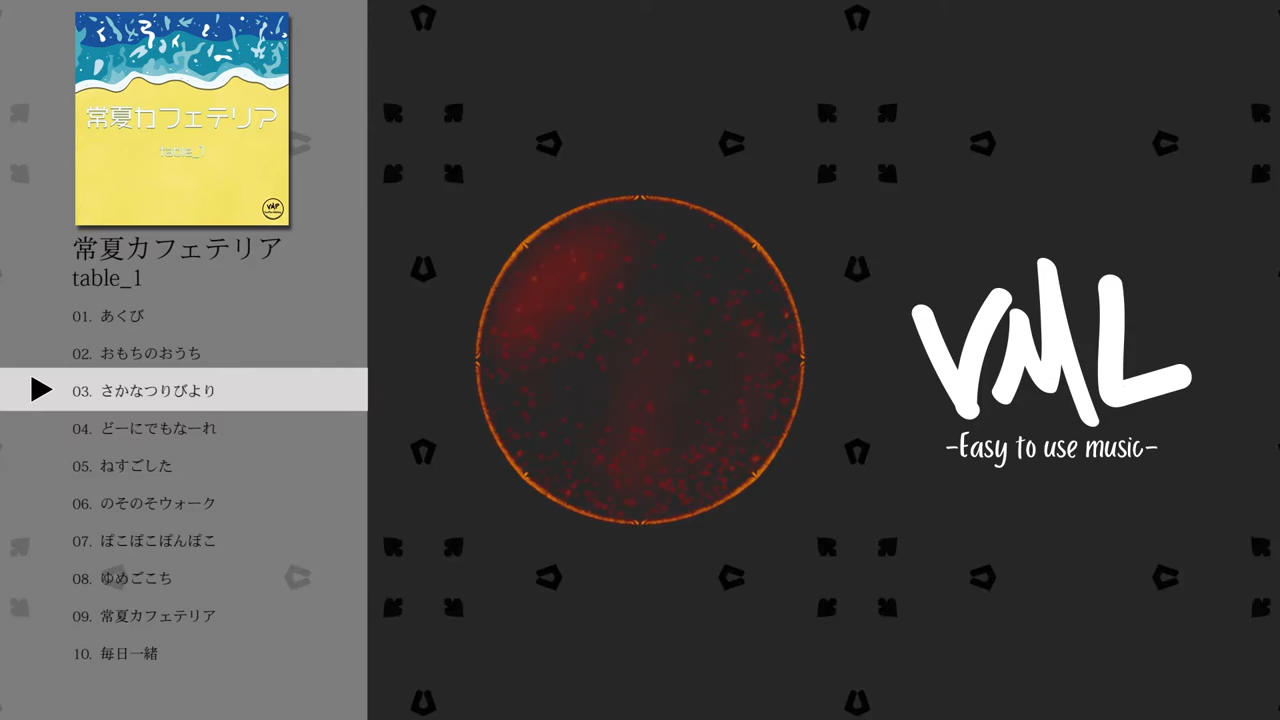 常夏カフェテリア
table_1
VMP
常夏カフェテリア
table_1
01. あくび
02. おもちのおうち
03. さかなつりびより
04. どーにでもなーれ
05. ねすごした
06. のそのそウォーク
07. ぽこぽこぽんぽこ
08. ゆめごこち
09. 常夏カフェテリア
10. 毎日一緒
VML
-Easy to use music-